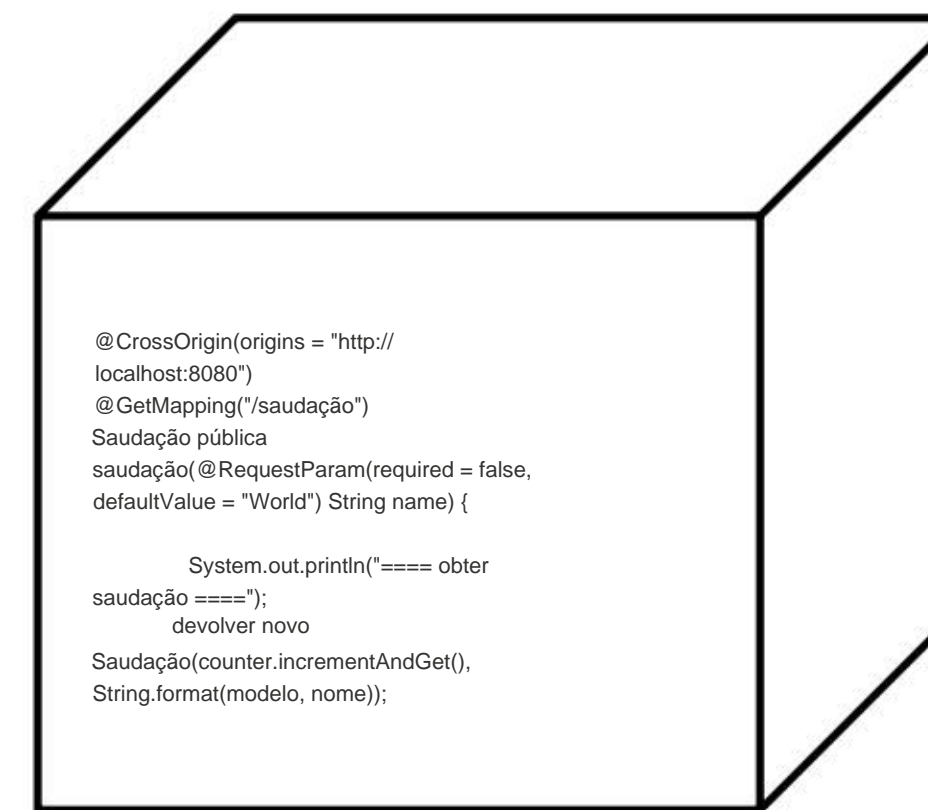 @CrossOrigin(origins = "http://
localhost:8080")
@GetMapping("/saudação")
Saudação pública
saudação(@RequestParam(required = false,
defaultValue = "World") String name) {
System.out.println("==== obter
saudação ====");
devolver novo
Saudação(counter.incrementAndGet(),
String.format(modelo, nome));